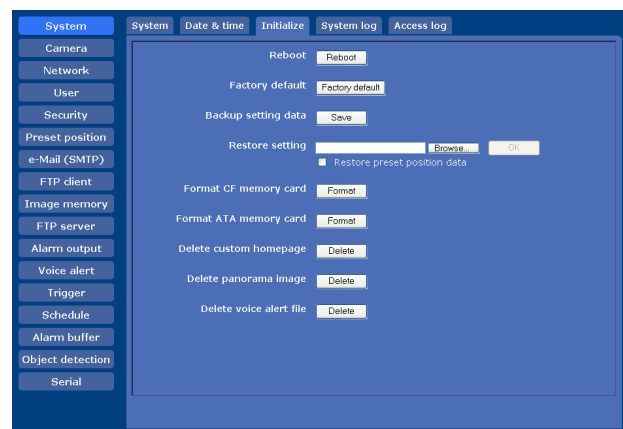 System
Camera
Network
User
Security
Preset position
e-Mail (SMTP)
FTP client
Image memory
FTP server
Alarm output
Voice alert
Trigger
Schedule
Alarm buffer
Object detection
Serial
System Date & time Initialize System log Access log
Reboot Reboot
Factory default Factory default
Backup setting data Save
Restore setting Browse... OK
Restore preset position data
Format CF memory card Format
Format ATA memory card Format
Delete custom homepage Delete
Delete panorama image Delete
Delete voice alert file Delete